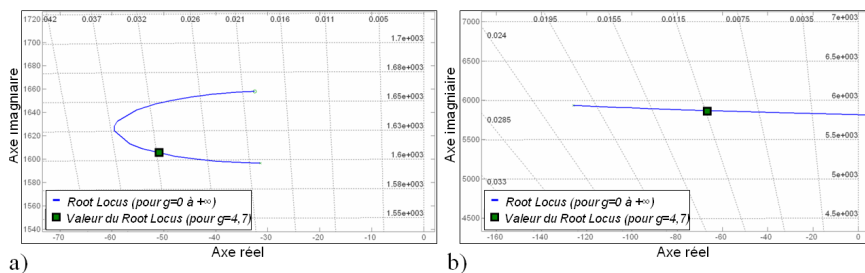 .042 0.037 0.032 0.026 0.021 0.016 0.011 0.005
1720
1700
1680
1660
1640
1620
1600
1580
1560
1540
1.7e+003
1.68e+003
1.65e+003
1.63e+003
1.6e+003
1.58e+003
1.55e+003
Axe imagniaire
Root Locus (pour g=0 à +∞)
Valeur du Root Locus (pour g=4,7)
-70 -60 -50 -40 -30 -20 -10 0
Axe réel
a)
0.0195 0.0155 0.0115 0.0075 0.0035
7000
6500
6000
5500
5000
4500
7e+003
0.024
6.5e+003
6e+003
0.0285
5.5e+003
5e+003
0.033
4.5e+003
Axe imagniaire
Root Locus (pour g=0 à +∞)
Valeur du Root Locus (pour g=4,7)
-160 -140 -120 -100 -80 -60 -40 -20 0
Axe réel
b)